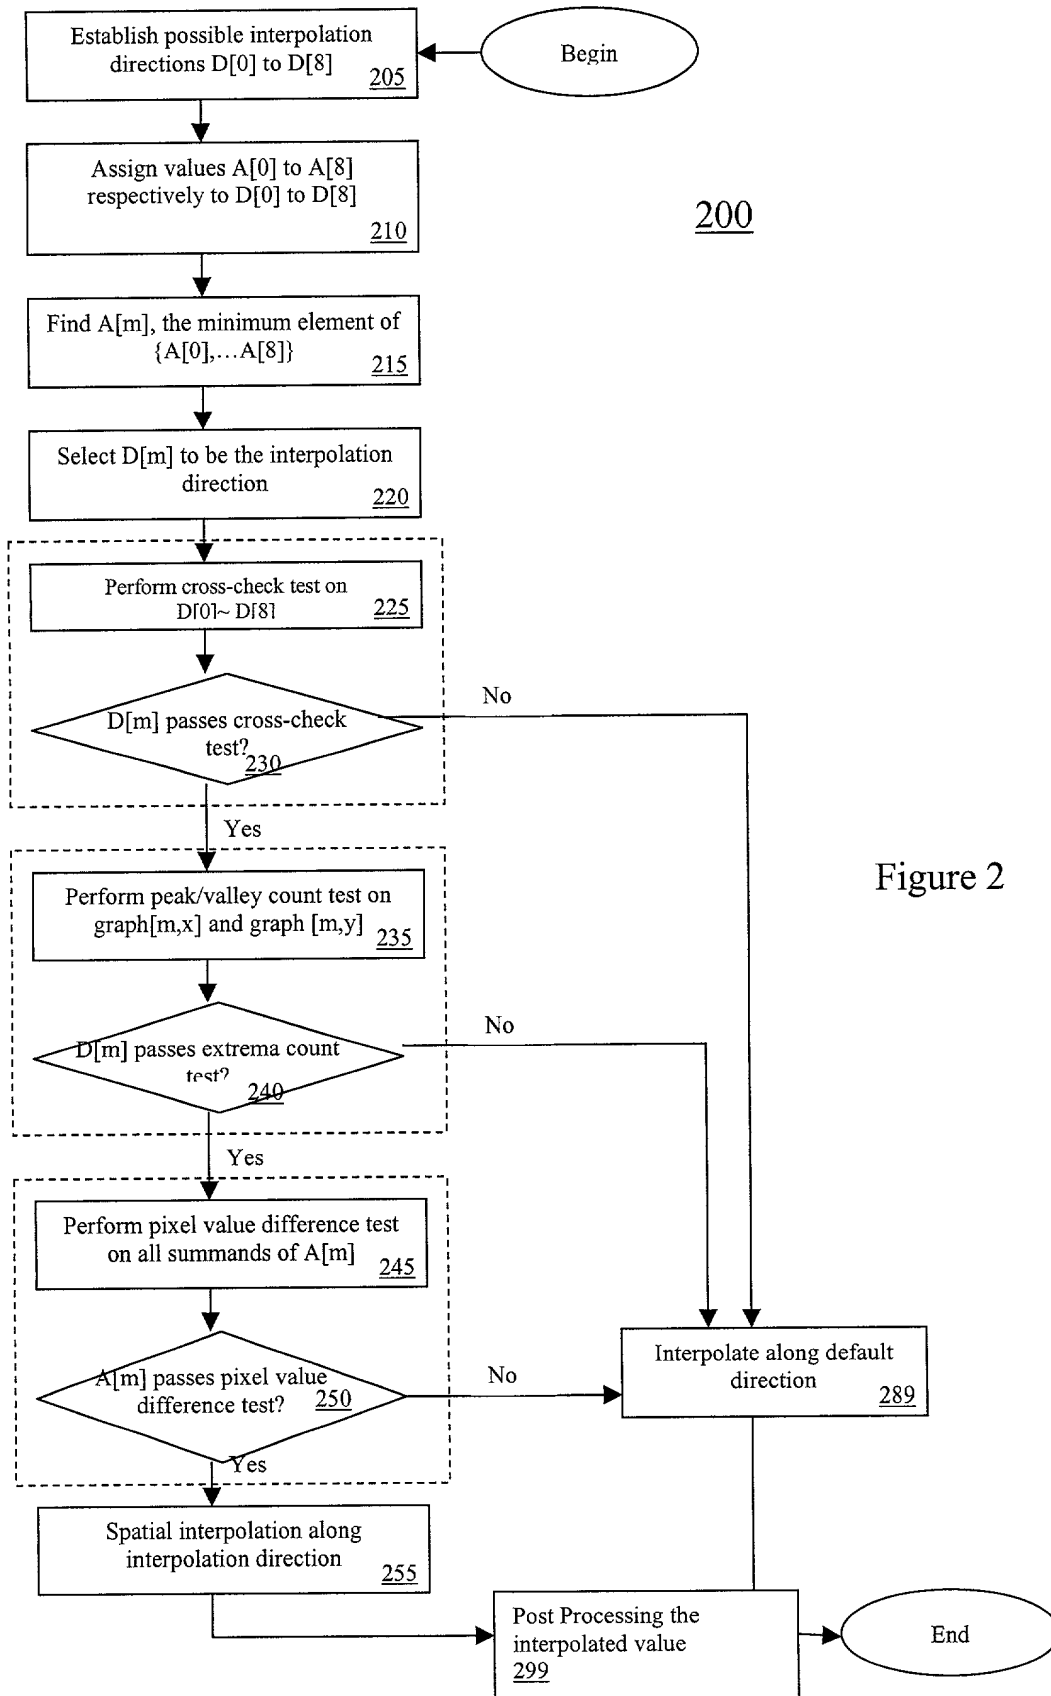 Establish possible interpolation
directions D[0] to D[8]
205
Begin
Assign values A[0] to A[8]
respectively to D[0] to D[8]
210
200
Find A[m], the minimum element of
{A[0],…A[8]}
215
Select D[m] to be the interpolation
direction
220
Perform cross-check test on
D[0]~ D[8]
225
No
D[m] passes cross-check
test?
230
Yes
Figure 2
Perform peak/valley count test on
graph[m,x] and graph [m,y]
235
No
D[m] passes extrema count
test?
240
Yes
Perform pixel value difference test
on all summands of A[m]
245
Interpolate along default
direction
289
No
A[m] passes pixel value
difference test?
250
Yes
Spatial interpolation along
interpolation direction
255
Post Processing the
interpolated value
299
End